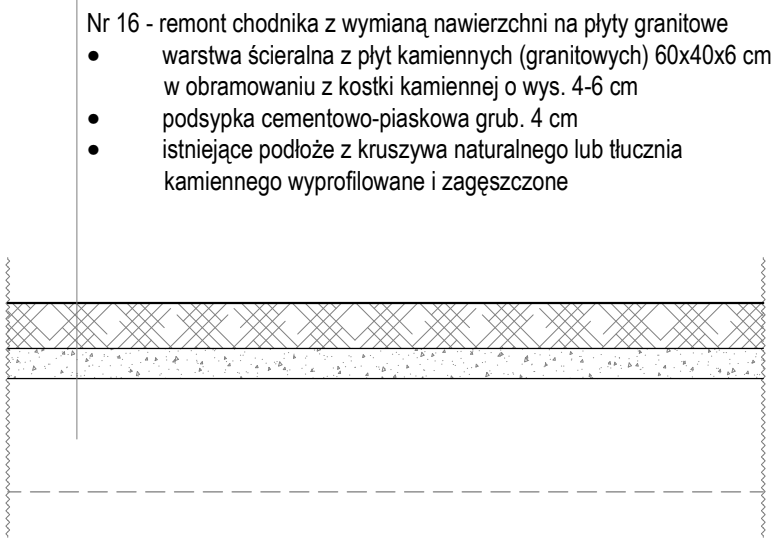 Nr 16 - remont chodnika z wymianą nawierzchni na płyty granitowe
● warstwa ścieralna z płyt kamiennych (granitowych) 60x40x6 cm
w obramowaniu z kostki kamiennej o wys. 4-6 cm
● podsypka cementowo-piaskowa grub. 4 cm
● istniejące podłoże z kruszywa naturalnego lub tłucznia
kamiennego wyprofilowane i zagęszczone